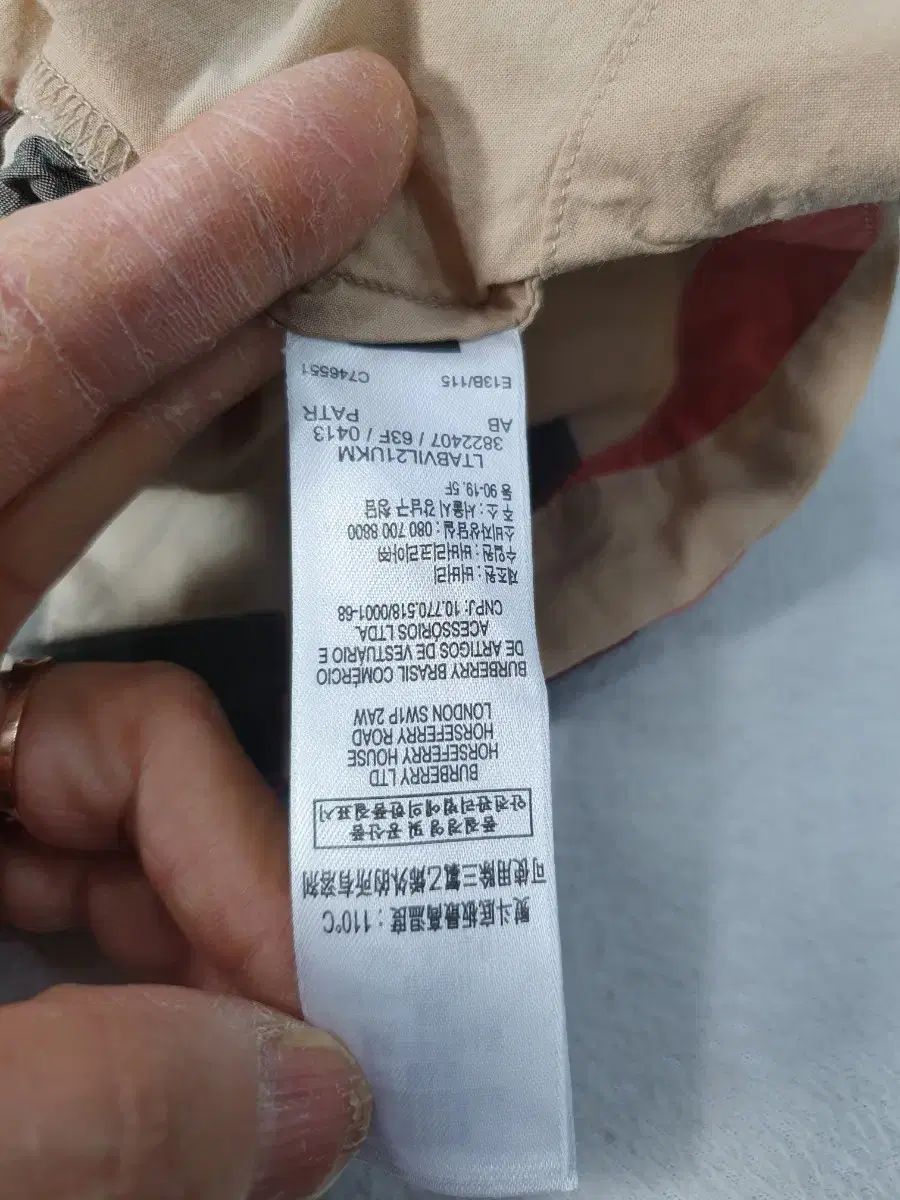 熨斗底板最高温度：110°C
可使用除三氯乙烯外的所有溶剂
품질경영 및 공산품
안전관리법에 의한 품질표시
BURBERRY LTD
HORSEFERRY HOUSE
HORSEFERRY ROAD
LONDON SW1P 2AW
BURBERRY BRASIL COMÉRCIO
DE ARTIGOS DE VESTUÁRIO E
ACESSÓRIOS LTDA.
CNPJ: 10.770.518/0001-68
제조원 : 버버리
수입원 : 버버리코리아㈜
소비자상담실 : 080 700 8800
주소 : 서울시 강남구 청담
동 90-19. 5F
LTABVIL21UKM
3822407 / 63F / 0413
AB PATR
E13B/115 C746551